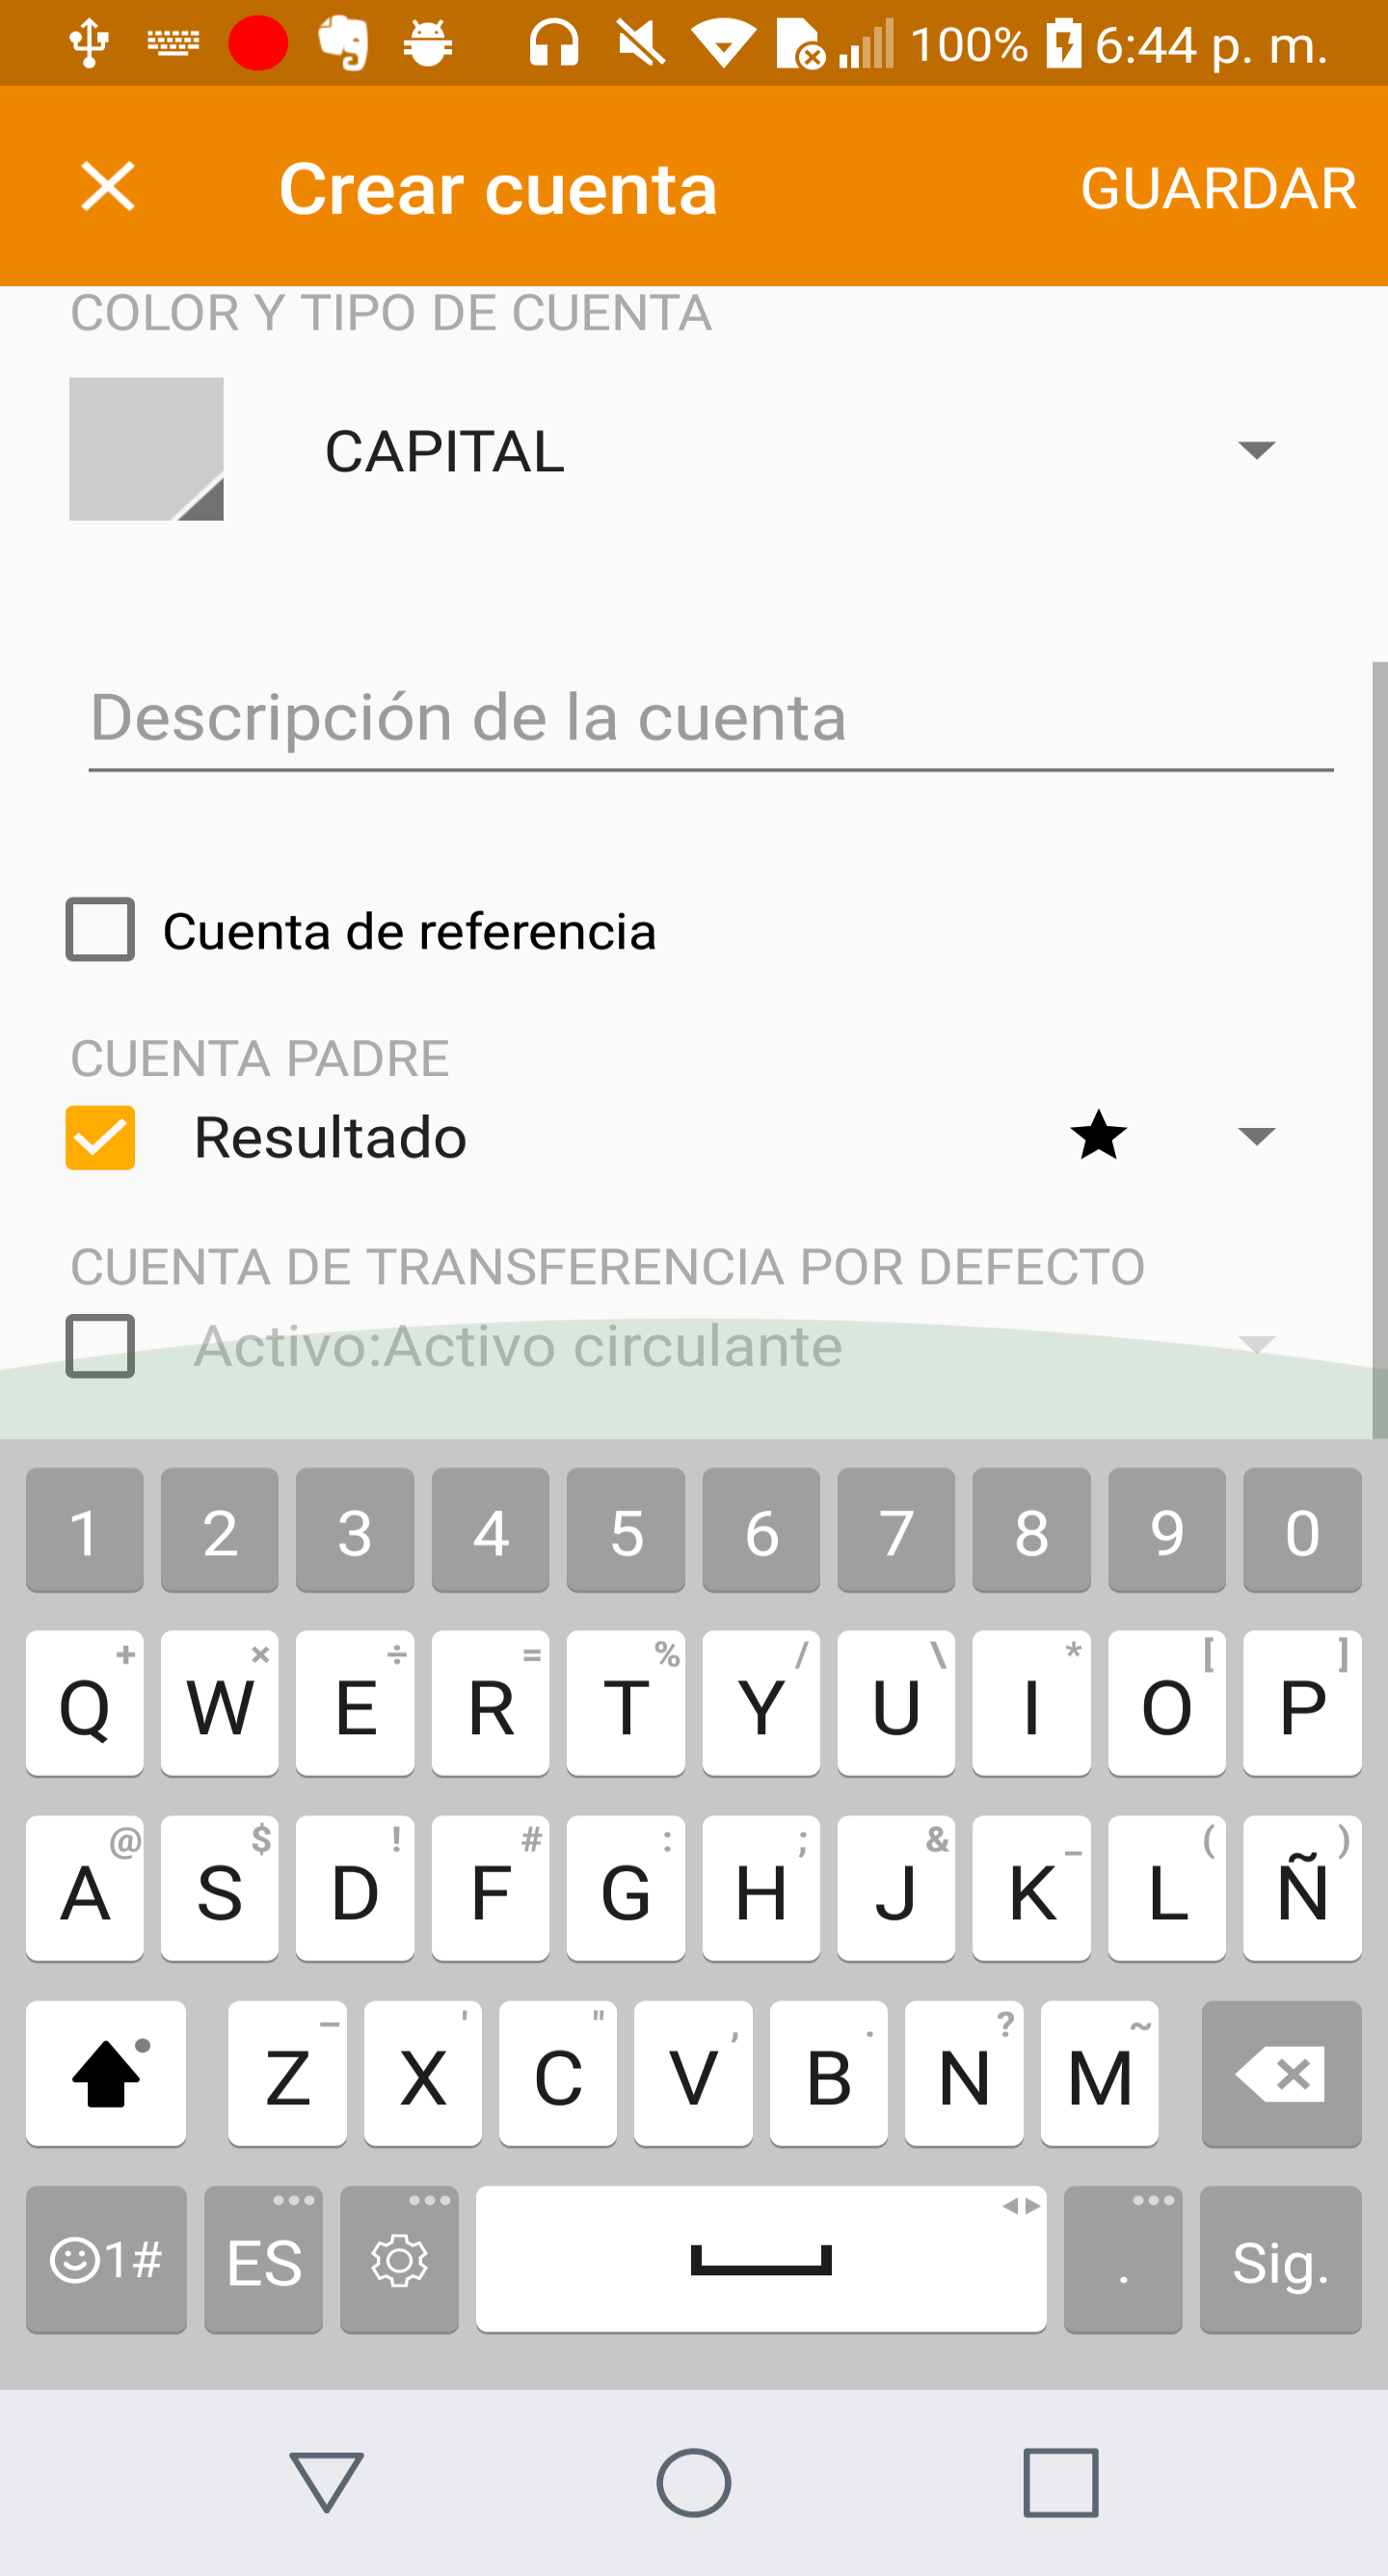 100% 6:44 p. m.
Crear cuenta GUARDAR
COLOR Y TIPO DE CUENTA
CAPITAL
Descripción de la cuenta
Cuenta de referencia
CUENTA PADRE
Resultado
CUENTA DE TRANSFERENCIA POR DEFECTO
Activo:Activo circulante
1 2 3 4 5 6 7 8 9 0
+ × ÷ = % / \ * [ ]
Q W E R T Y U I O P
@ $ ! # : ; & _ ( )
A S D F G H J K L Ñ
– ' " , . ? ~
Z X C V B N M
1# ES . Sig.